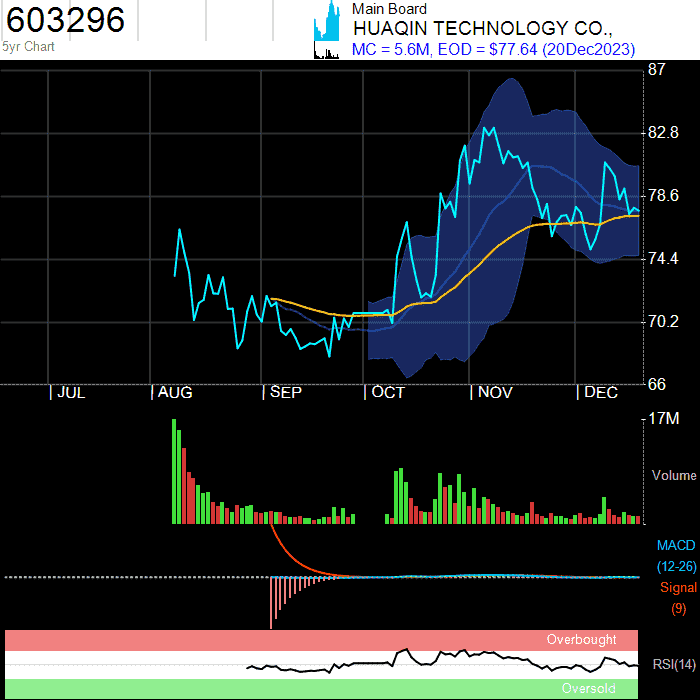 603296
5yr Chart
Main Board
HUAQIN TECHNOLOGY CO.,
MC = 5.6M, EOD = $77.64 (20Dec2023)
87
82.8
78.6
74.4
70.2
66
JUL
AUG
SEP
OCT
NOV
DEC
17M
Volume
MACD
(12-26)
Signal
(9)
Overbought
RSI(14)
Oversold